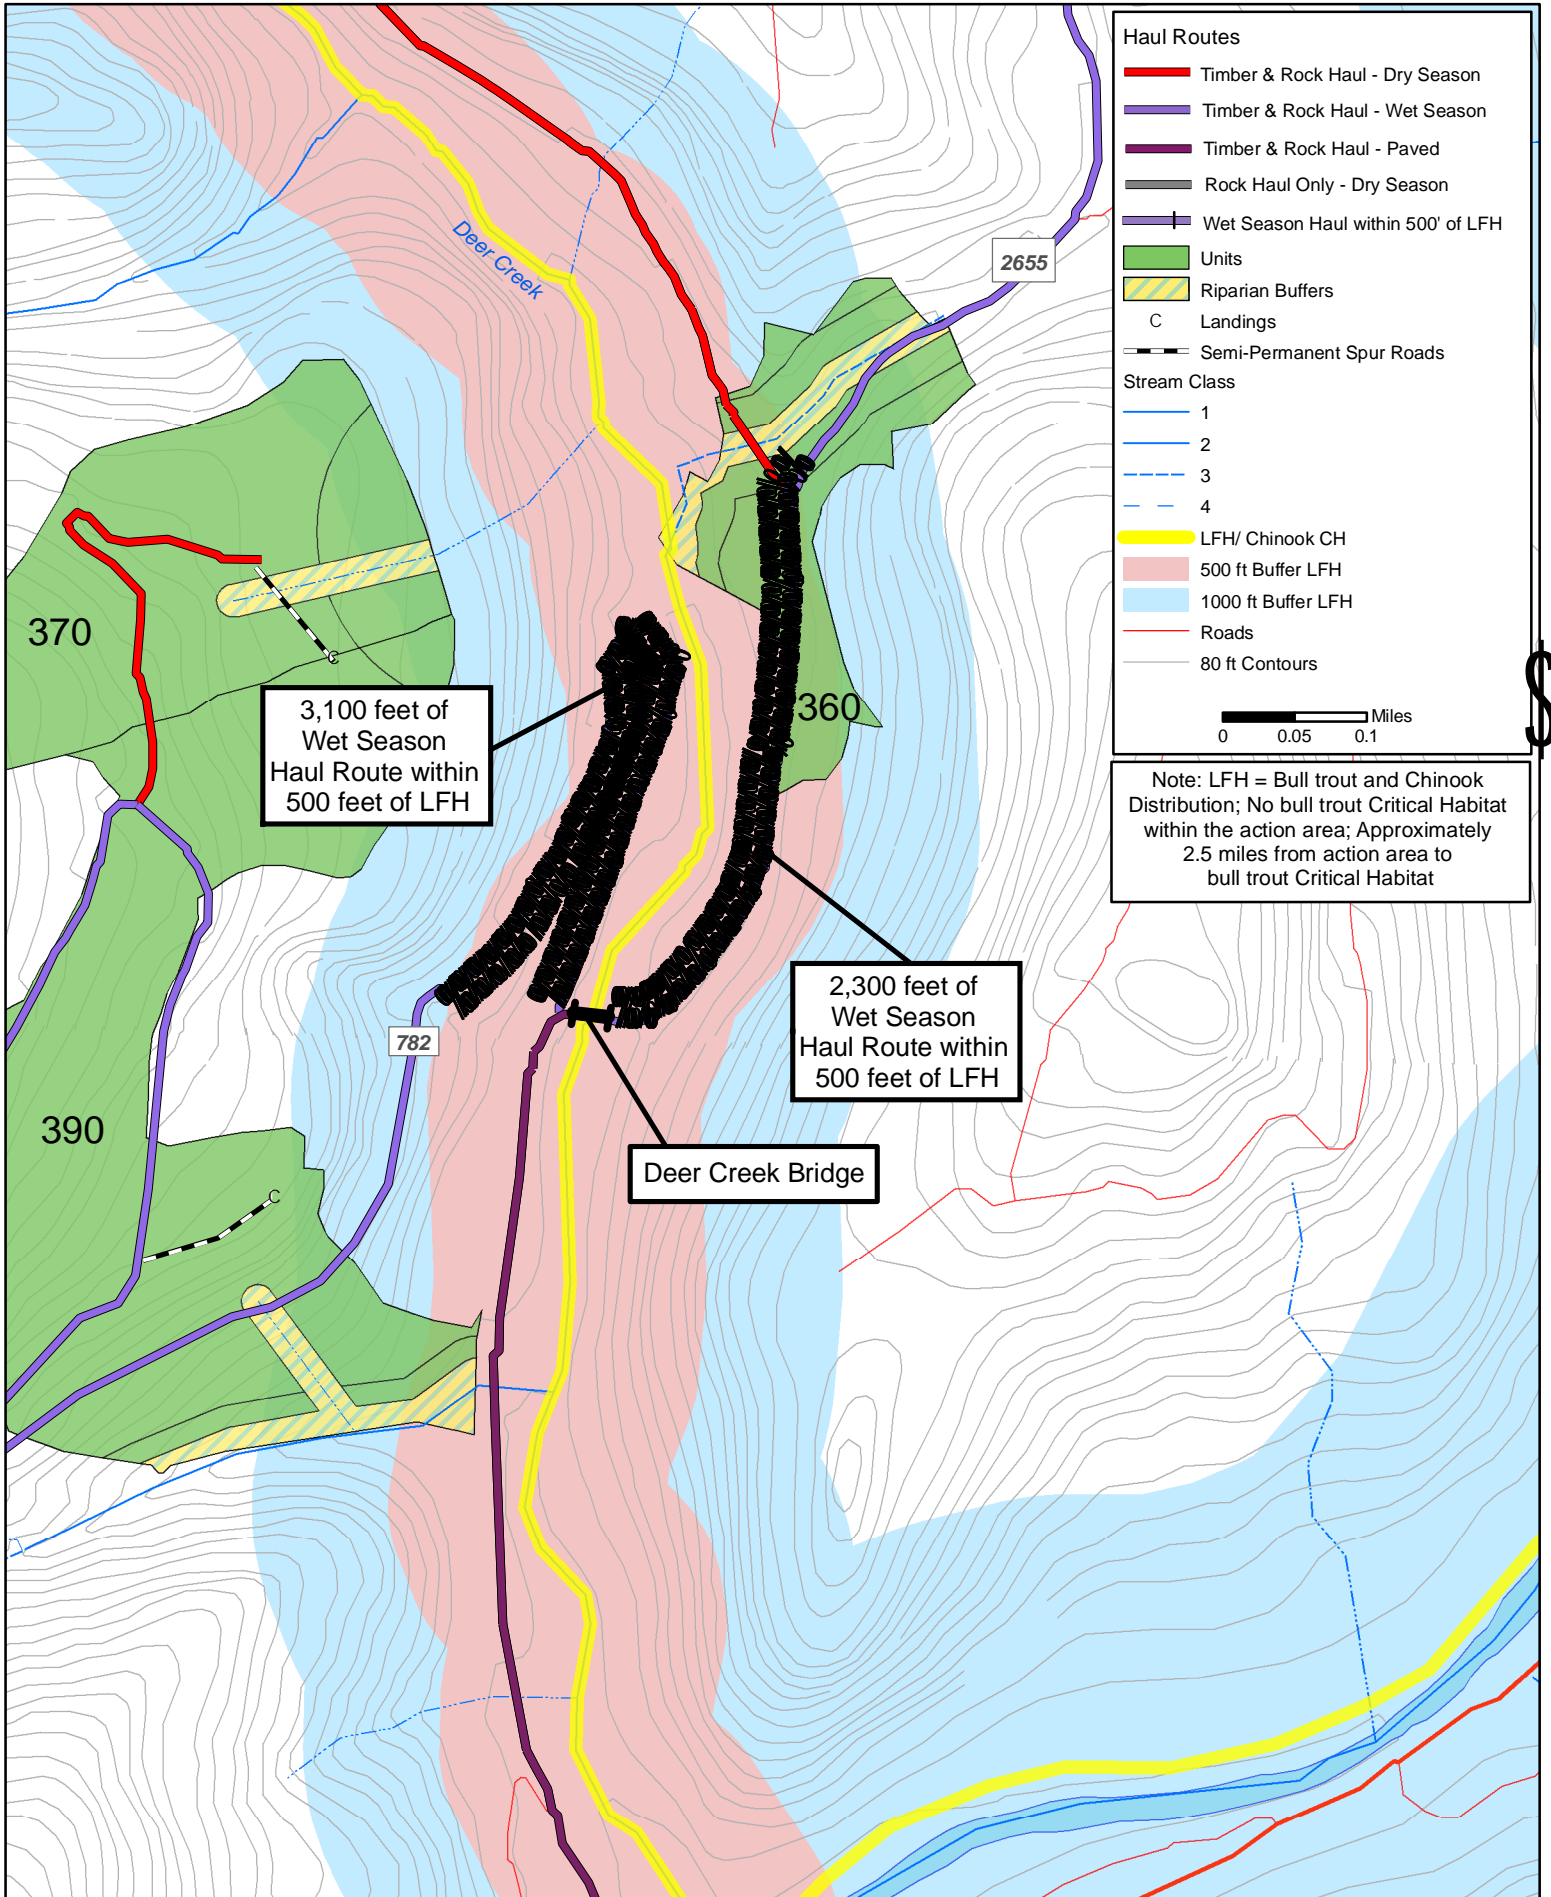 Haul Routes
Timber & Rock Haul - Dry Season
Timber & Rock Haul - Wet Season
Timber & Rock Haul - Paved
Rock Haul Only - Dry Season
Wet Season Haul within 500' of LFH
Units
Riparian Buffers
C Landings
Semi-Permanent Spur Roads
Stream Class
1
2
3
4
LFH/ Chinook CH
500 ft Buffer LFH
1000 ft Buffer LFH
Roads
80 ft Contours
Miles
0 0.05 0.1
$
Note: LFH = Bull trout and Chinook
Distribution; No bull trout Critical Habitat
within the action area; Approximately
2.5 miles from action area to
bull trout Critical Habitat
Deer Creek
2655
370
C
3,100 feet of
Wet Season
Haul Route within
500 feet of LFH
360
2,300 feet of
Wet Season
Haul Route within
500 feet of LFH
782
390
Deer Creek Bridge
C